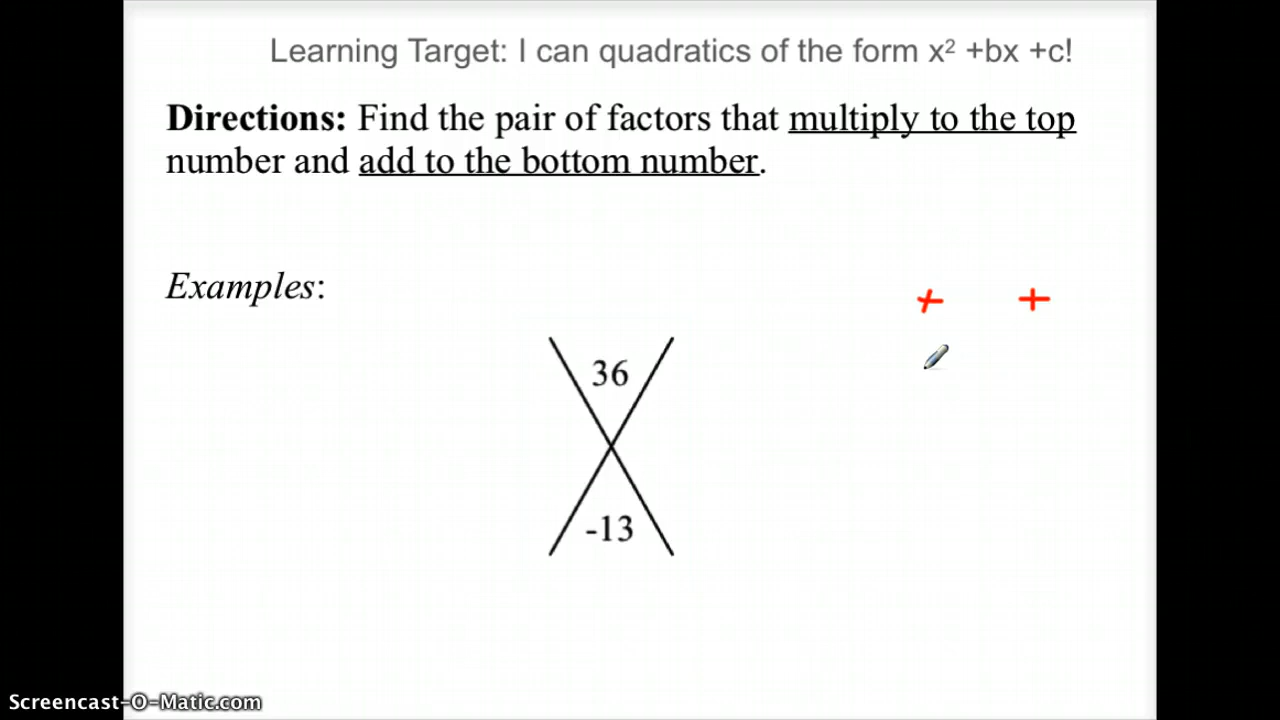 Learning Target: I can quadratics of the form x² +bx +c!
Directions: Find the pair of factors that multiply to the top
number and add to the bottom number.
Examples:
+ +
36
-13
Screencast-O-Matic.com